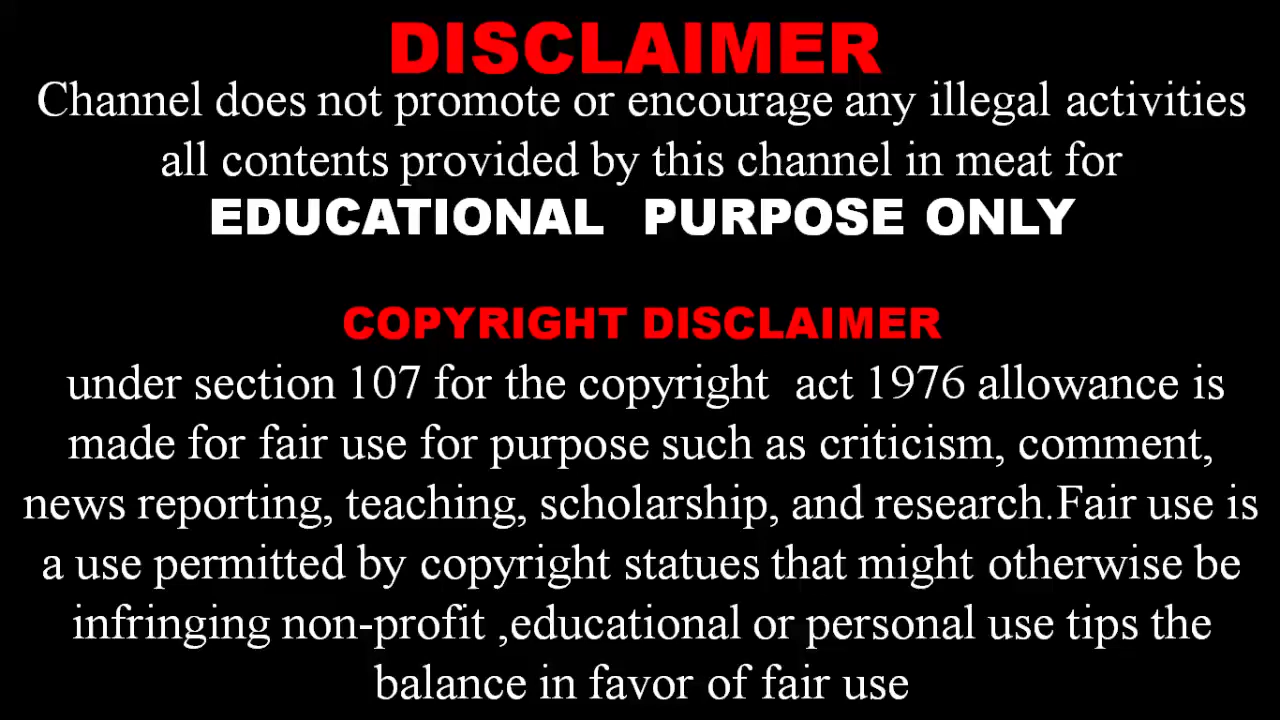 DISCLAIMER
Channel does not promote or encourage any illegal activities
all contents provided by this channel in meat for
EDUCATIONAL PURPOSE ONLY
COPYRIGHT DISCLAIMER
under section 107 for the copyright act 1976 allowance is
made for fair use for purpose such as criticism, comment,
news reporting, teaching, scholarship, and research.Fair use is
a use permitted by copyright statues that might otherwise be
infringing non-profit ,educational or personal use tips the
balance in favor of fair use